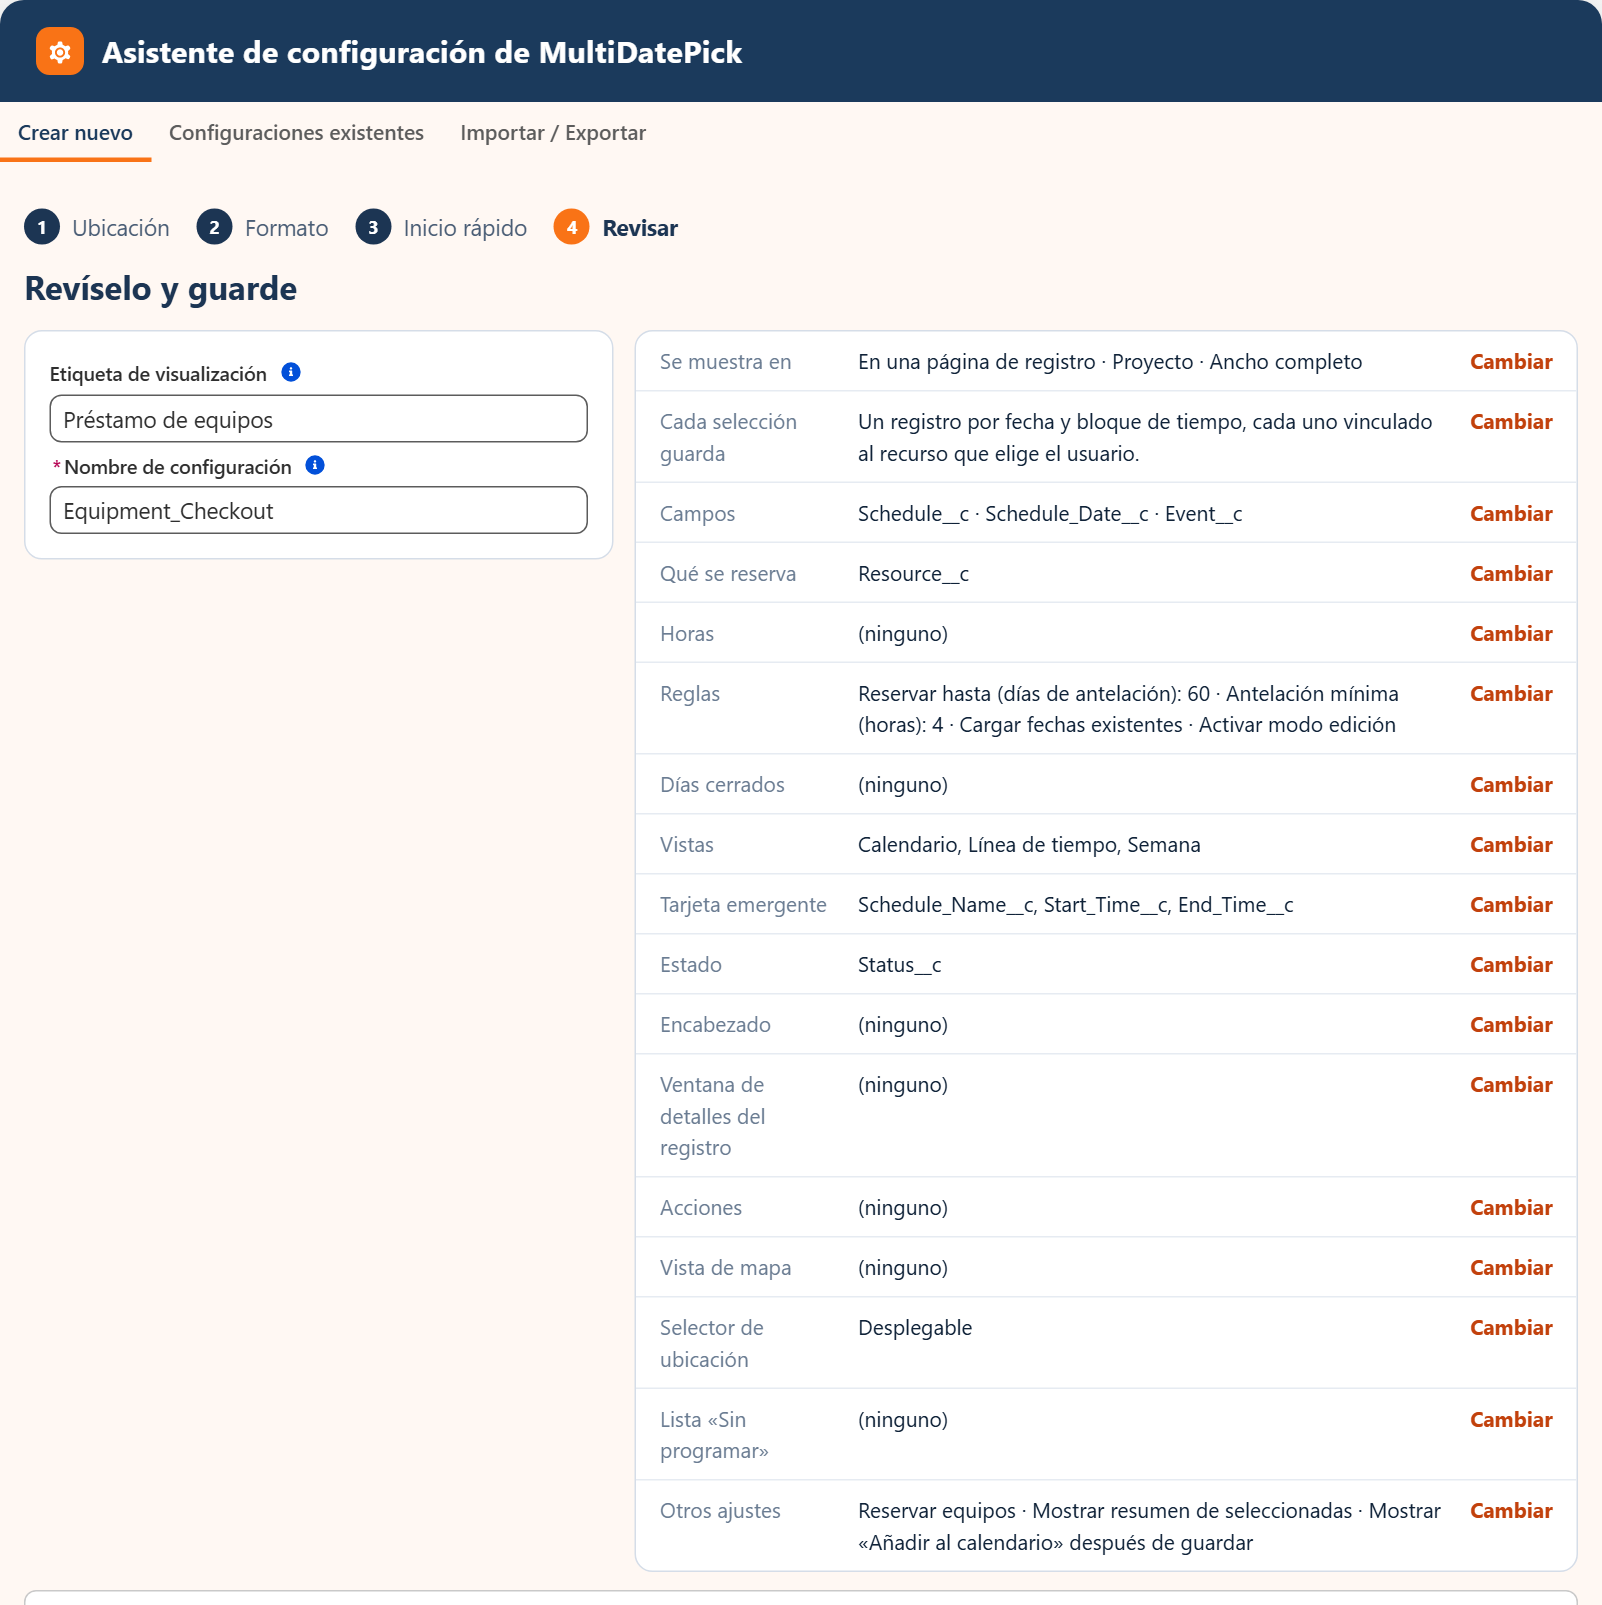 Asistente de configuración de MultiDatePick
Crear nuevo
Configuraciones existentes
Importar / Exportar
1 Ubicación
2 Formato
3 Inicio rápido
4 Revisar
Revíselo y guarde
Etiqueta de visualización
Préstamo de equipos
*Nombre de configuración
Equipment_Checkout
Se muestra en
En una página de registro · Proyecto · Ancho completo
Cambiar
Cada selección
guarda
Un registro por fecha y bloque de tiempo, cada uno vinculado
al recurso que elige el usuario.
Cambiar
Campos
Schedule__c · Schedule_Date__c · Event__c
Cambiar
Qué se reserva
Resource__c
Cambiar
Horas
(ninguno)
Cambiar
Reglas
Reservar hasta (días de antelación): 60 · Antelación mínima
(horas): 4 · Cargar fechas existentes · Activar modo edición
Cambiar
Días cerrados
(ninguno)
Cambiar
Vistas
Calendario, Línea de tiempo, Semana
Cambiar
Tarjeta emergente
Schedule_Name__c, Start_Time__c, End_Time__c
Cambiar
Estado
Status__c
Cambiar
Encabezado
(ninguno)
Cambiar
Ventana de
detalles del
registro
(ninguno)
Cambiar
Acciones
(ninguno)
Cambiar
Vista de mapa
(ninguno)
Cambiar
Selector de
ubicación
Desplegable
Cambiar
Lista «Sin
programar»
(ninguno)
Cambiar
Otros ajustes
Reservar equipos · Mostrar resumen de seleccionadas · Mostrar
«Añadir al calendario» después de guardar
Cambiar